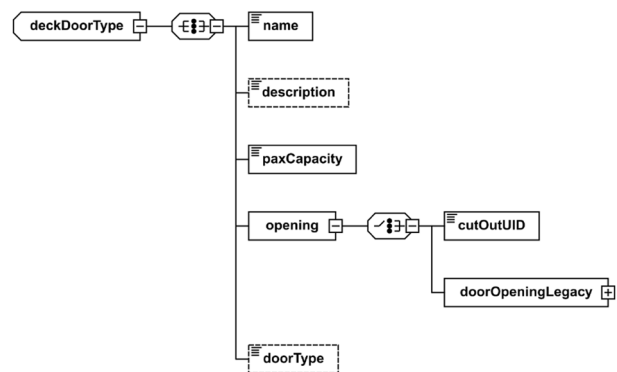 deckDoorType
name
description
paxCapacity
opening
cutOutUID
doorOpeningLegacy
doorType